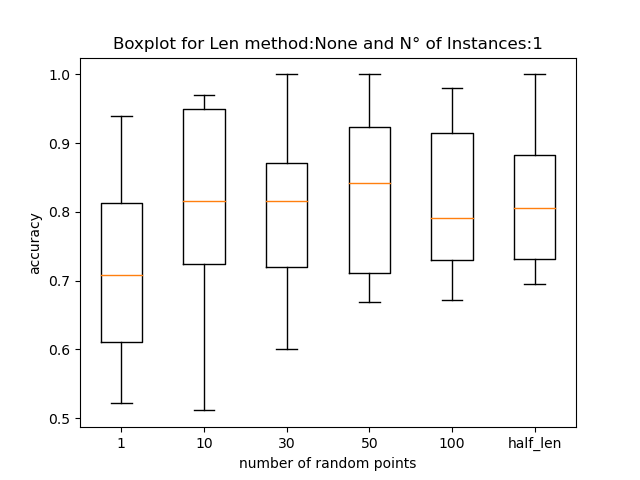 Boxplot for Len method:None and N° of Instances:1
accuracy
1.0
0.9
0.8
0.7
0.6
0.5
1 10 30 50 100 half_len
number of random points